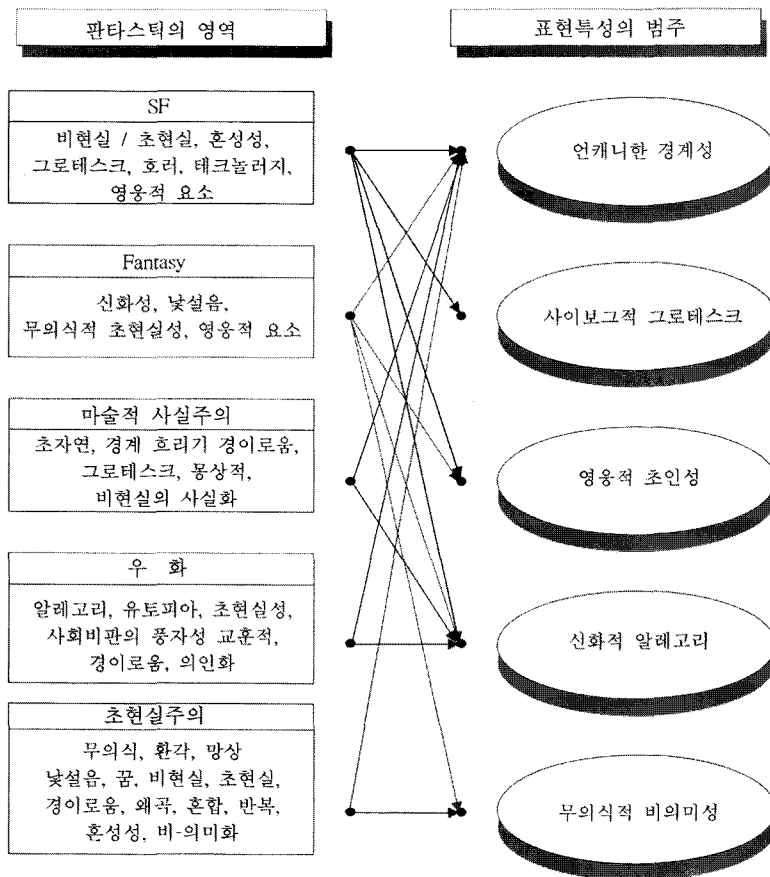 판타스틱의 영역
표현특성의 범주
SF
비현실 / 초현실, 혼성성,
그로테스크, 호러, 테크놀러지,
영웅적 요소
Fantasy
신화성, 낯설음,
무의식적 초현실성, 영웅적 요소
마술적 사실주의
초자연, 경계 흐리기 경이로움,
그로테스크, 몽상적,
비현실의 사실화
우 화
알레고리, 유토피아, 초현실성,
사회비판의 풍자성 교훈적,
경이로움, 의인화
초현실주의
무의식, 환각, 망상
낯설음, 꿈, 비현실, 초현실,
경이로움, 왜곡, 혼합, 반복,
혼성성, 비-의미화
언캐니한 경계성
사이보그적 그로테스크
영웅적 초인성
신화적 알레고리
무의식적 비의미성